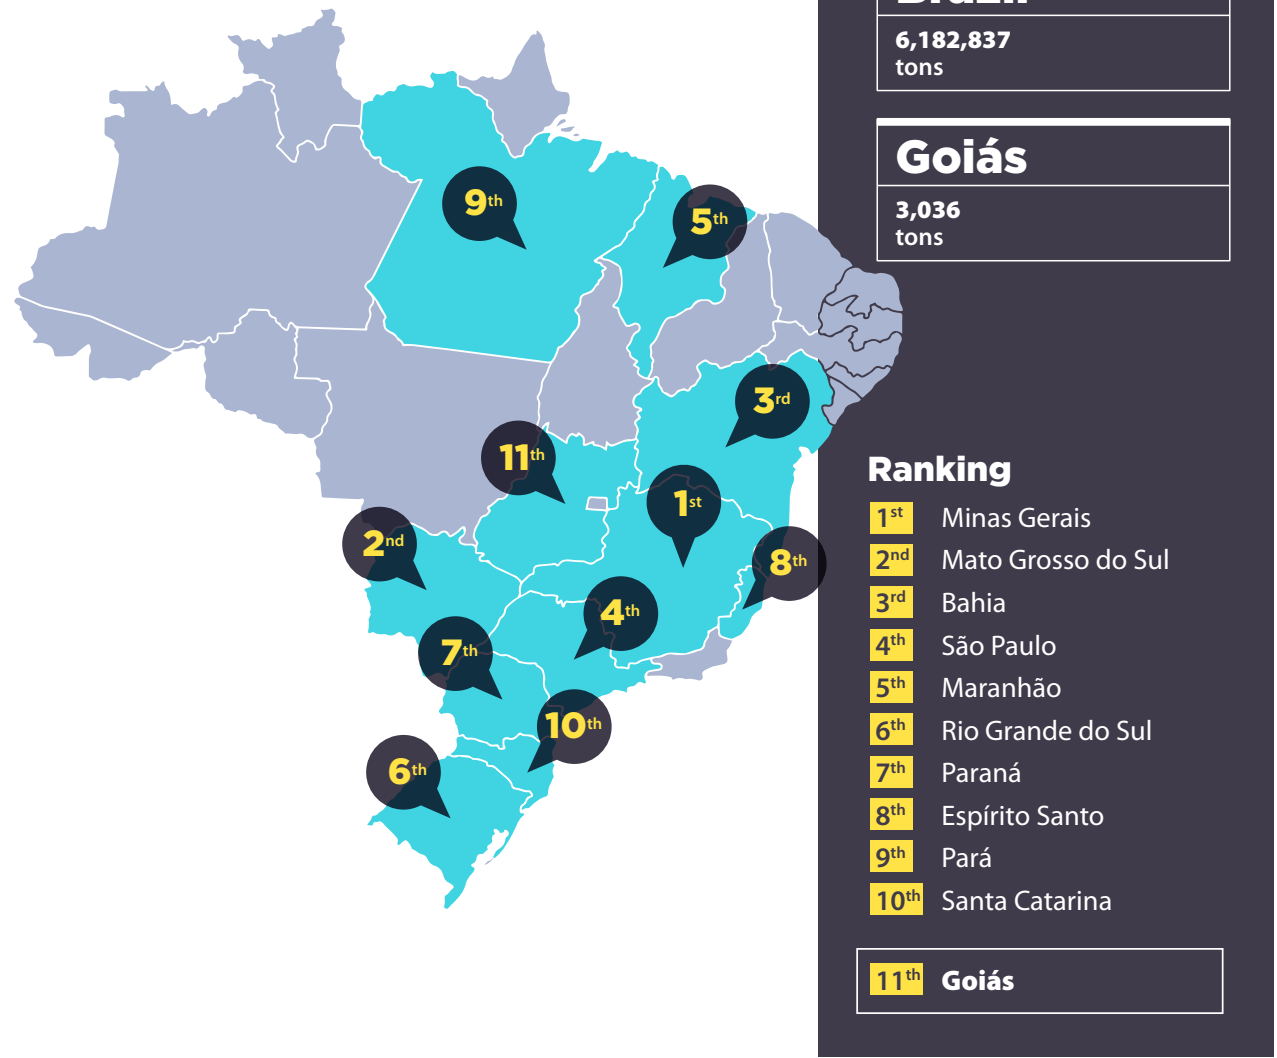 Brazil
6,182,837
tons
Goiás
3,036
tons
9th
5th
3rd
11th
1st
2nd
8th
4th
7th
10th
6th
Ranking
1st Minas Gerais
2nd Mato Grosso do Sul
3rd Bahia
4th São Paulo
5th Maranhão
6th Rio Grande do Sul
7th Paraná
8th Espírito Santo
9th Pará
10th Santa Catarina
11th Goiás